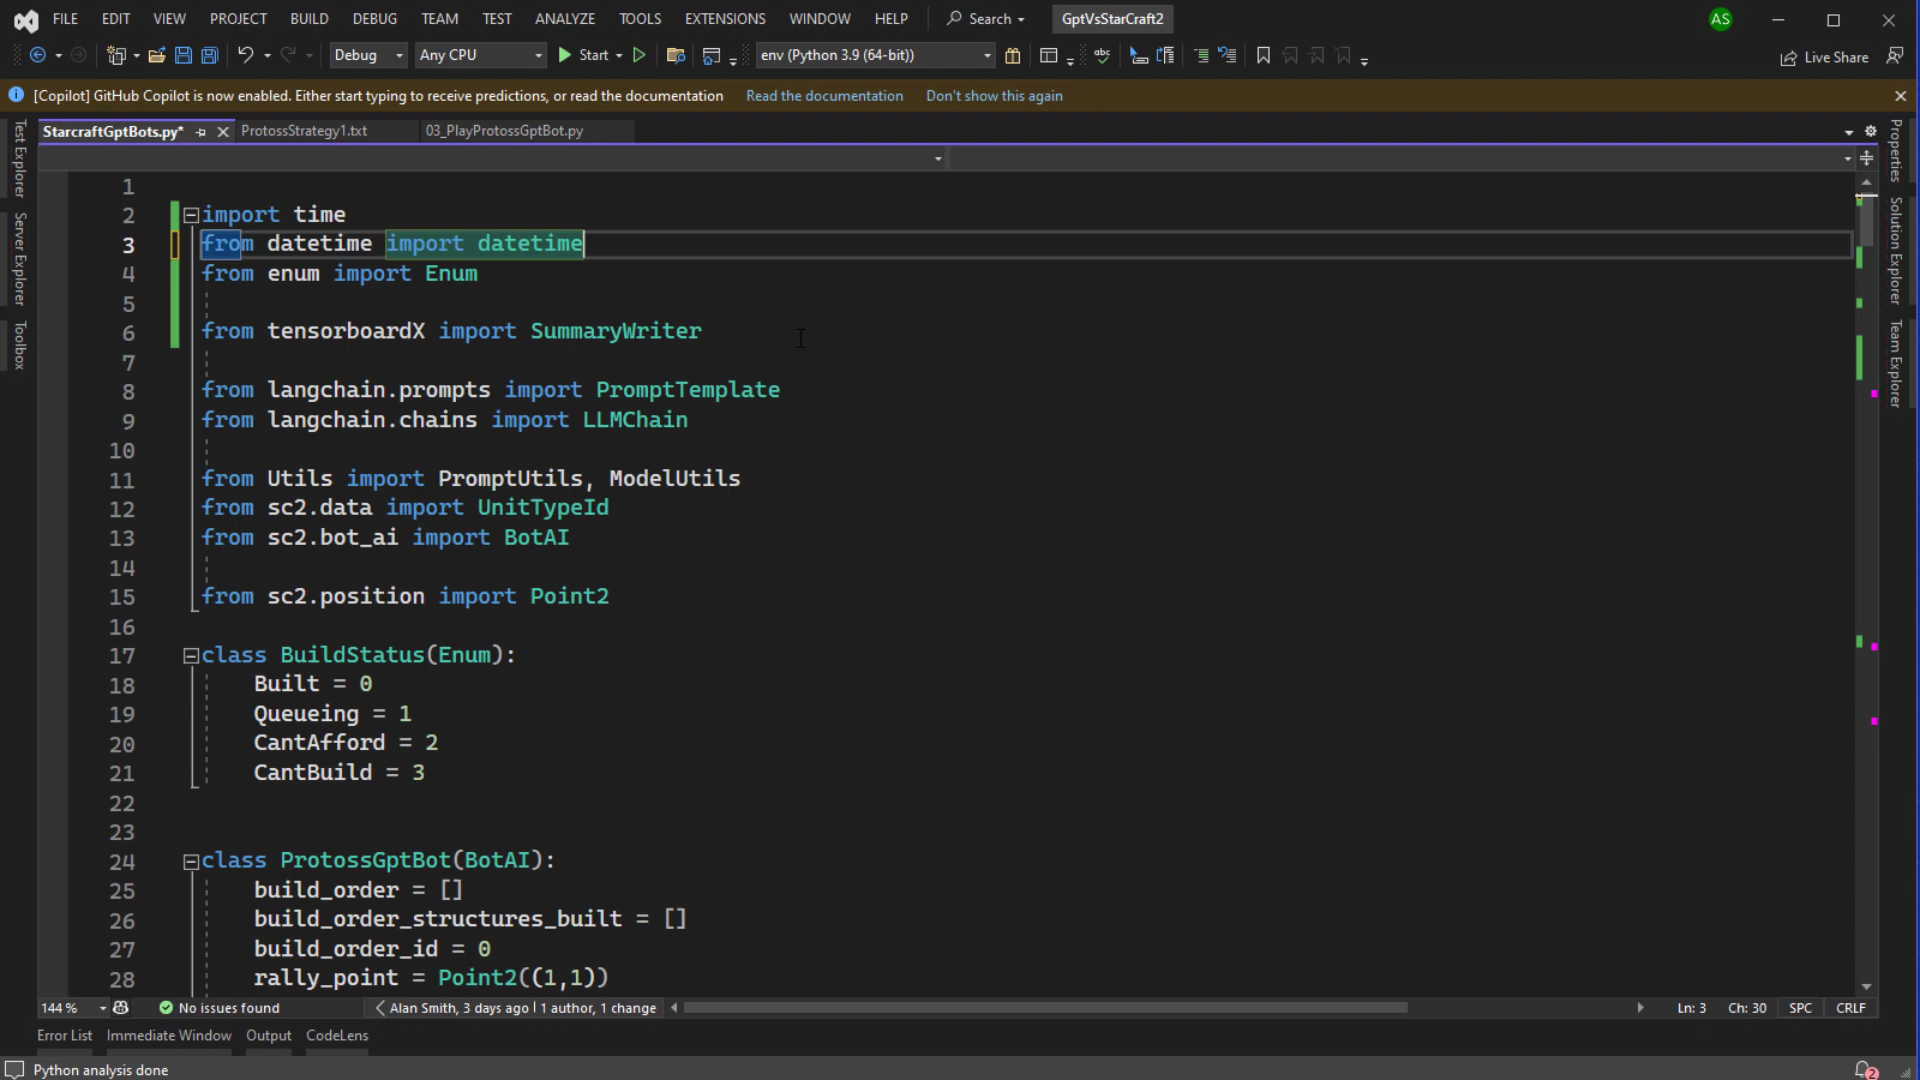 FILE EDIT VIEW PROJECT BUILD DEBUG TEAM TEST ANALYZE TOOLS EXTENSIONS WINDOW HELP Search GptVsStarCraft2 AS
Debug Any CPU Start env (Python 3.9 (64-bit)) abc Live Share
[Copilot] GitHub Copilot is now enabled. Either start typing to receive predictions, or read the documentation Read the documentation Don't show this again
StarcraftGptBots.py* ProtossStrategy1.txt 03_PlayProtossGptBot.py
Test Explorer
Server Explorer
Toolbox
Properties
Solution Explorer
Team Explorer
1
2 import time
3 from datetime import datetime
4 from enum import Enum
5
6 from tensorboardX import SummaryWriter
7
8 from langchain.prompts import PromptTemplate
9 from langchain.chains import LLMChain
10
11 from Utils import PromptUtils, ModelUtils
12 from sc2.data import UnitTypeId
13 from sc2.bot_ai import BotAI
14
15 from sc2.position import Point2
16
17 class BuildStatus(Enum):
18 Built = 0
19 Queueing = 1
20 CantAfford = 2
21 CantBuild = 3
22
23
24 class ProtossGptBot(BotAI):
25 build_order = []
26 build_order_structures_built = []
27 build_order_id = 0
28 rally_point = Point2((1,1))
144 % No issues found Alan Smith, 3 days ago | 1 author, 1 change Ln: 3 Ch: 30 SPC CRLF
Error List Immediate Window Output CodeLens
Python analysis done 2